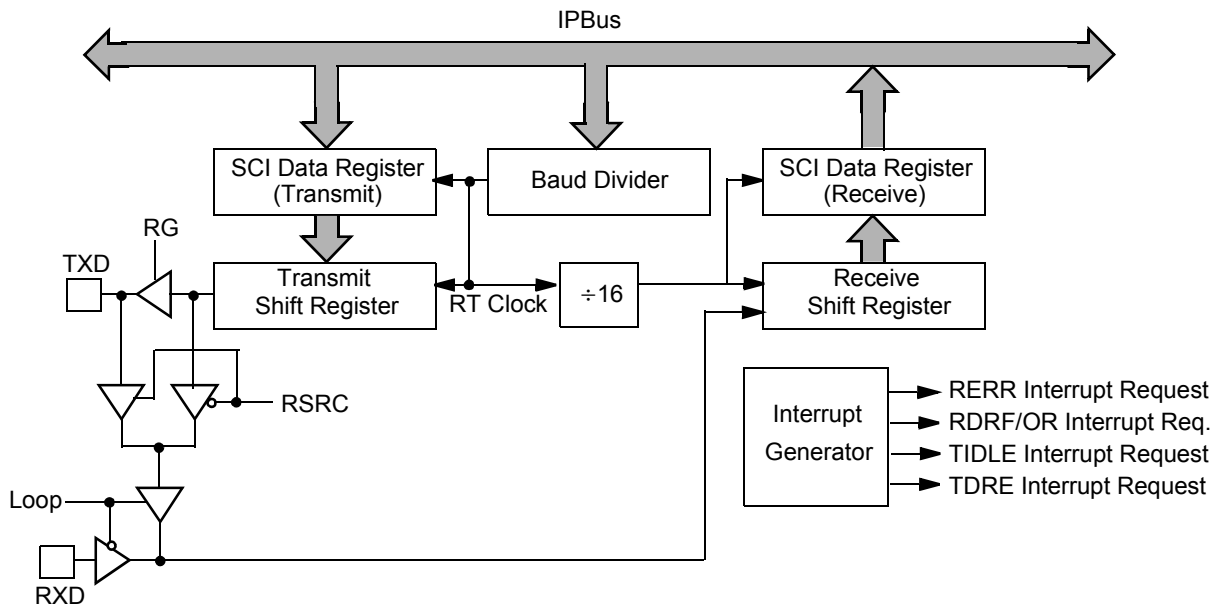 IPBus
SCI Data Register
(Transmit)
Baud Divider
SCI Data Register
(Receive)
RG
TXD
Transmit
Shift Register
RT Clock
÷16
Receive
Shift Register
RSRC
Interrupt
Generator
RERR Interrupt Request
RDRF/OR Interrupt Req.
TIDLE Interrupt Request
TDRE Interrupt Request
Loop
RXD